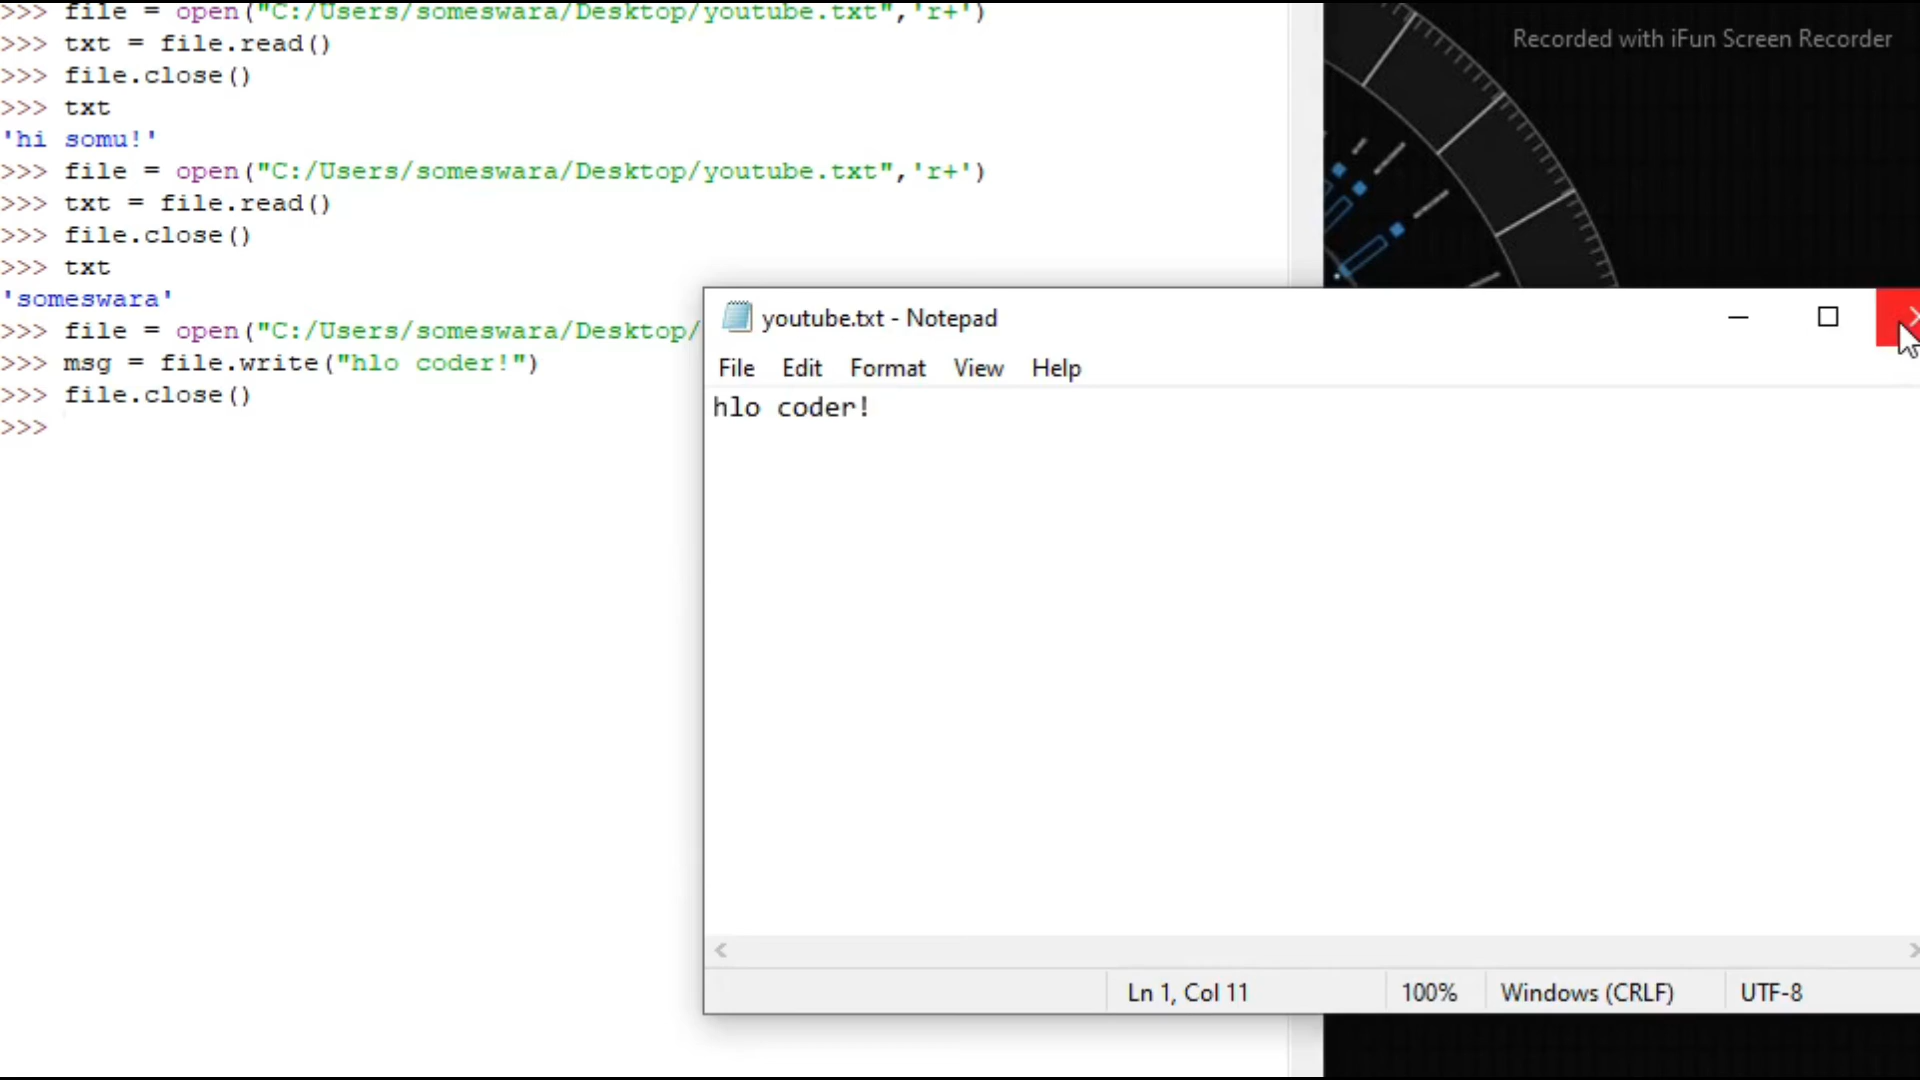 >>> file = open("C:/Users/someswara/Desktop/youtube.txt",'r+')
>>> txt = file.read()
>>> file.close()
>>> txt
'hi somu!'
>>> file = open("C:/Users/someswara/Desktop/youtube.txt",'r+')
>>> txt = file.read()
>>> file.close()
>>> txt
'someswara'
>>> file = open("C:/Users/someswara/Desktop/
>>> msg = file.write("hlo coder!")
>>> file.close()
>>>
Recorded with iFun Screen Recorder
youtube.txt - Notepad
File Edit Format View Help
hlo coder!
Ln 1, Col 11 100% Windows (CRLF) UTF-8